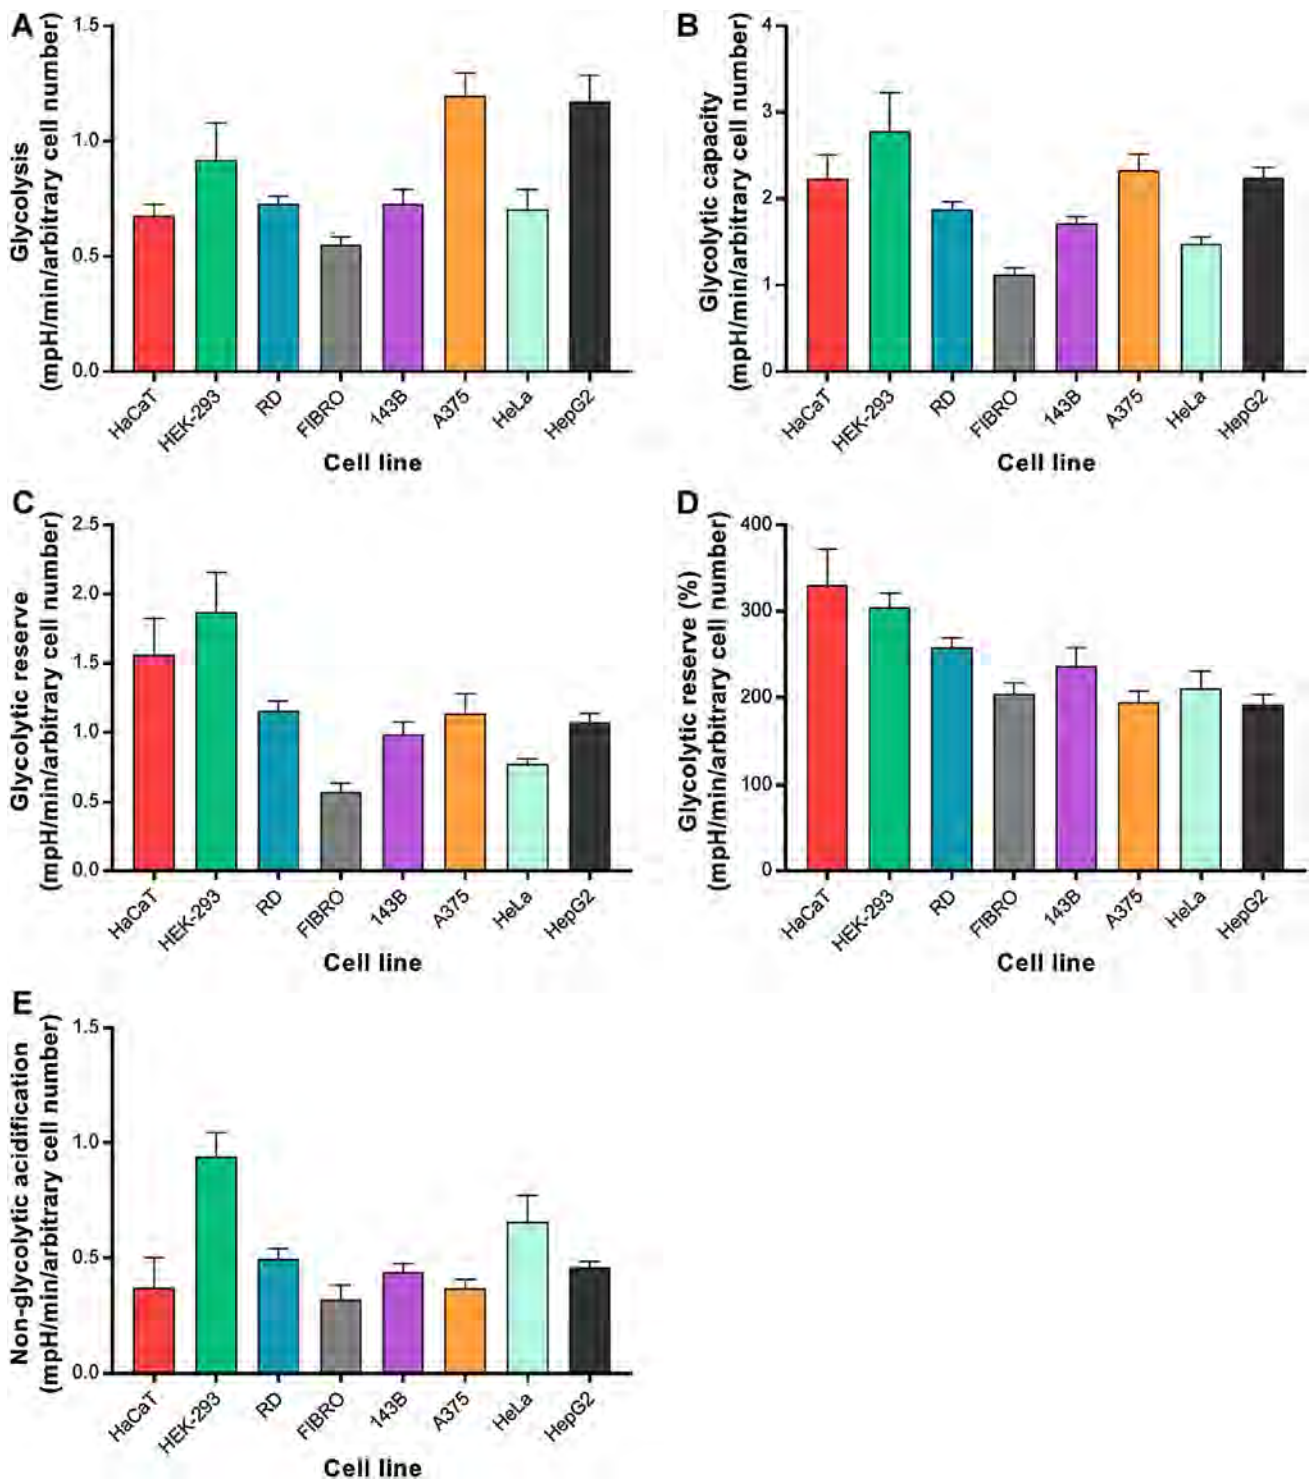 A
Glycolysis
(mpH/min/arbitrary cell number)
1.5
1.0
0.5
0.0
HaCaT
HEK-293
RD
FIBRO
143B
A375
HeLa
HepG2
Cell line
B
Glycolytic capacity
(mpH/min/arbitrary cell number)
4
3
2
1
0
HaCaT
HEK-293
RD
FIBRO
143B
A375
HeLa
HepG2
Cell line
C
Glycolytic reserve
(mpH/min/arbitrary cell number)
2.5
2.0
1.5
1.0
0.5
0.0
HaCaT
HEK-293
RD
FIBRO
143B
A375
HeLa
HepG2
Cell line
D
Glycolytic reserve (%)
(mpH/min/arbitrary cell number)
400
300
200
100
0
HaCaT
HEK-293
RD
FIBRO
143B
A375
HeLa
HepG2
Cell line
E
Non-glycolytic acidification
(mpH/min/arbitrary cell number)
1.5
1.0
0.5
0.0
HaCaT
HEK-293
RD
FIBRO
143B
A375
HeLa
HepG2
Cell line